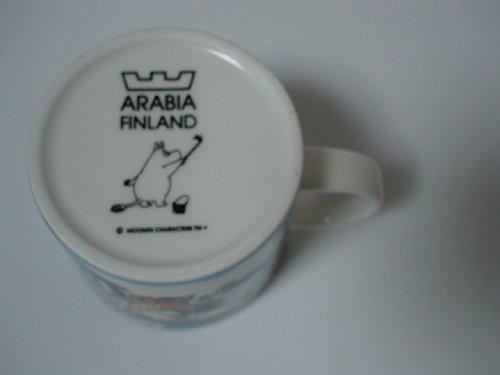 ARABIA
FINLAND
© MOOMIN CHARACTERS TM